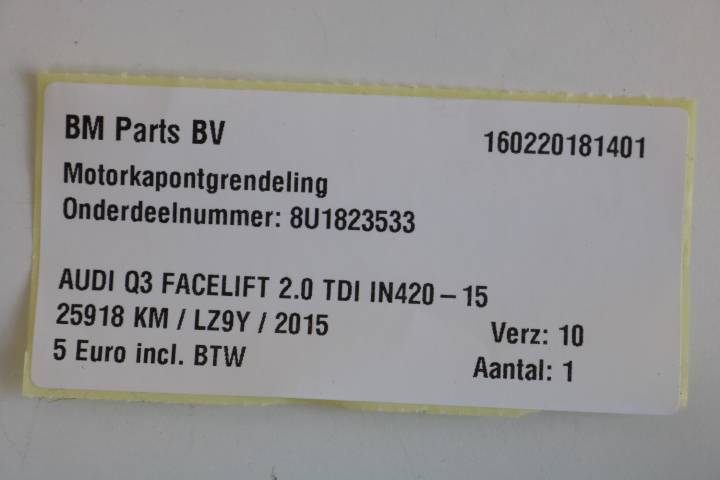 BM Parts BV 160220181401
Motorkapontgrendeling
Onderdeelnummer: 8U1823533
AUDI Q3 FACELIFT 2.0 TDI IN420 – 15
25918 KM / LZ9Y / 2015 Verz: 10
5 Euro incl. BTW Aantal: 1